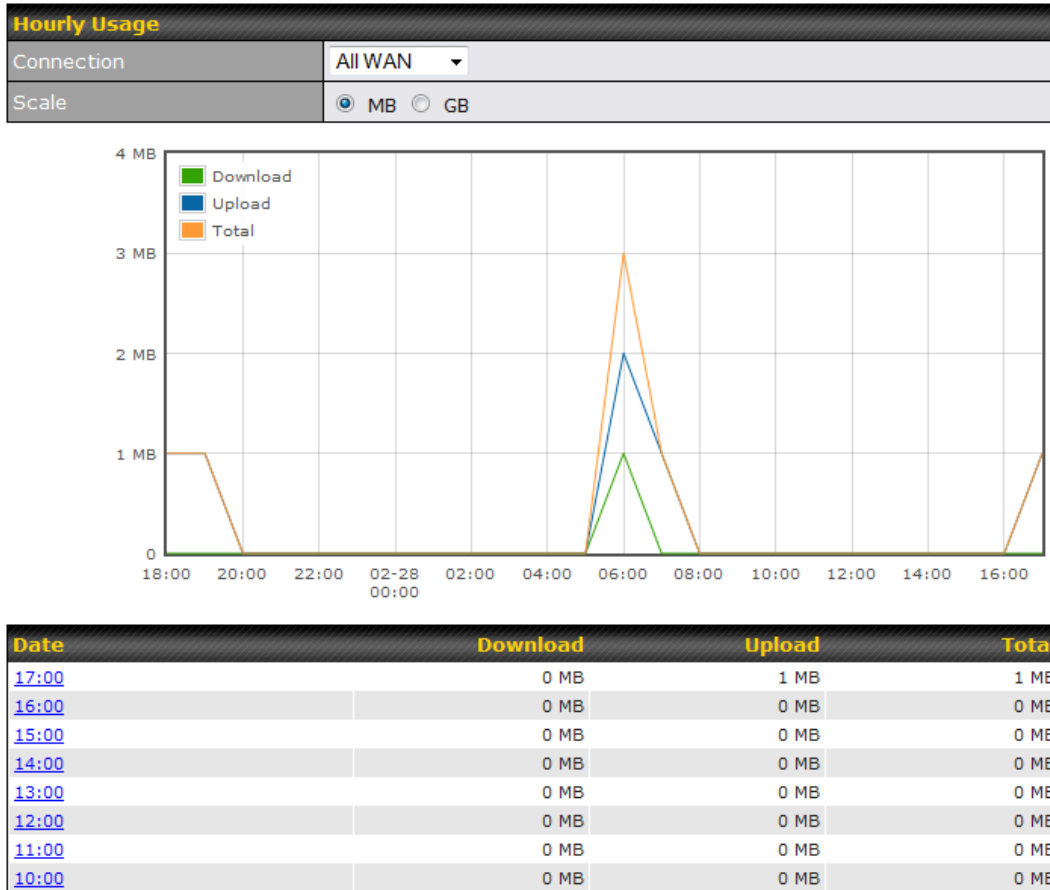 Hourly Usage
Connection All WAN
Scale MB GB
4 MB
Download
Upload
Total
3 MB
2 MB
1 MB
0
18:00 20:00 22:00 02-28 02:00 04:00 06:00 08:00 10:00 12:00 14:00 16:00
00:00
Date Download Upload Tota
17:00 0 MB 1 MB 1 MB
16:00 0 MB 0 MB 0 MB
15:00 0 MB 0 MB 0 MB
14:00 0 MB 0 MB 0 MB
13:00 0 MB 0 MB 0 MB
12:00 0 MB 0 MB 0 MB
11:00 0 MB 0 MB 0 MB
10:00 0 MB 0 MB 0 MB